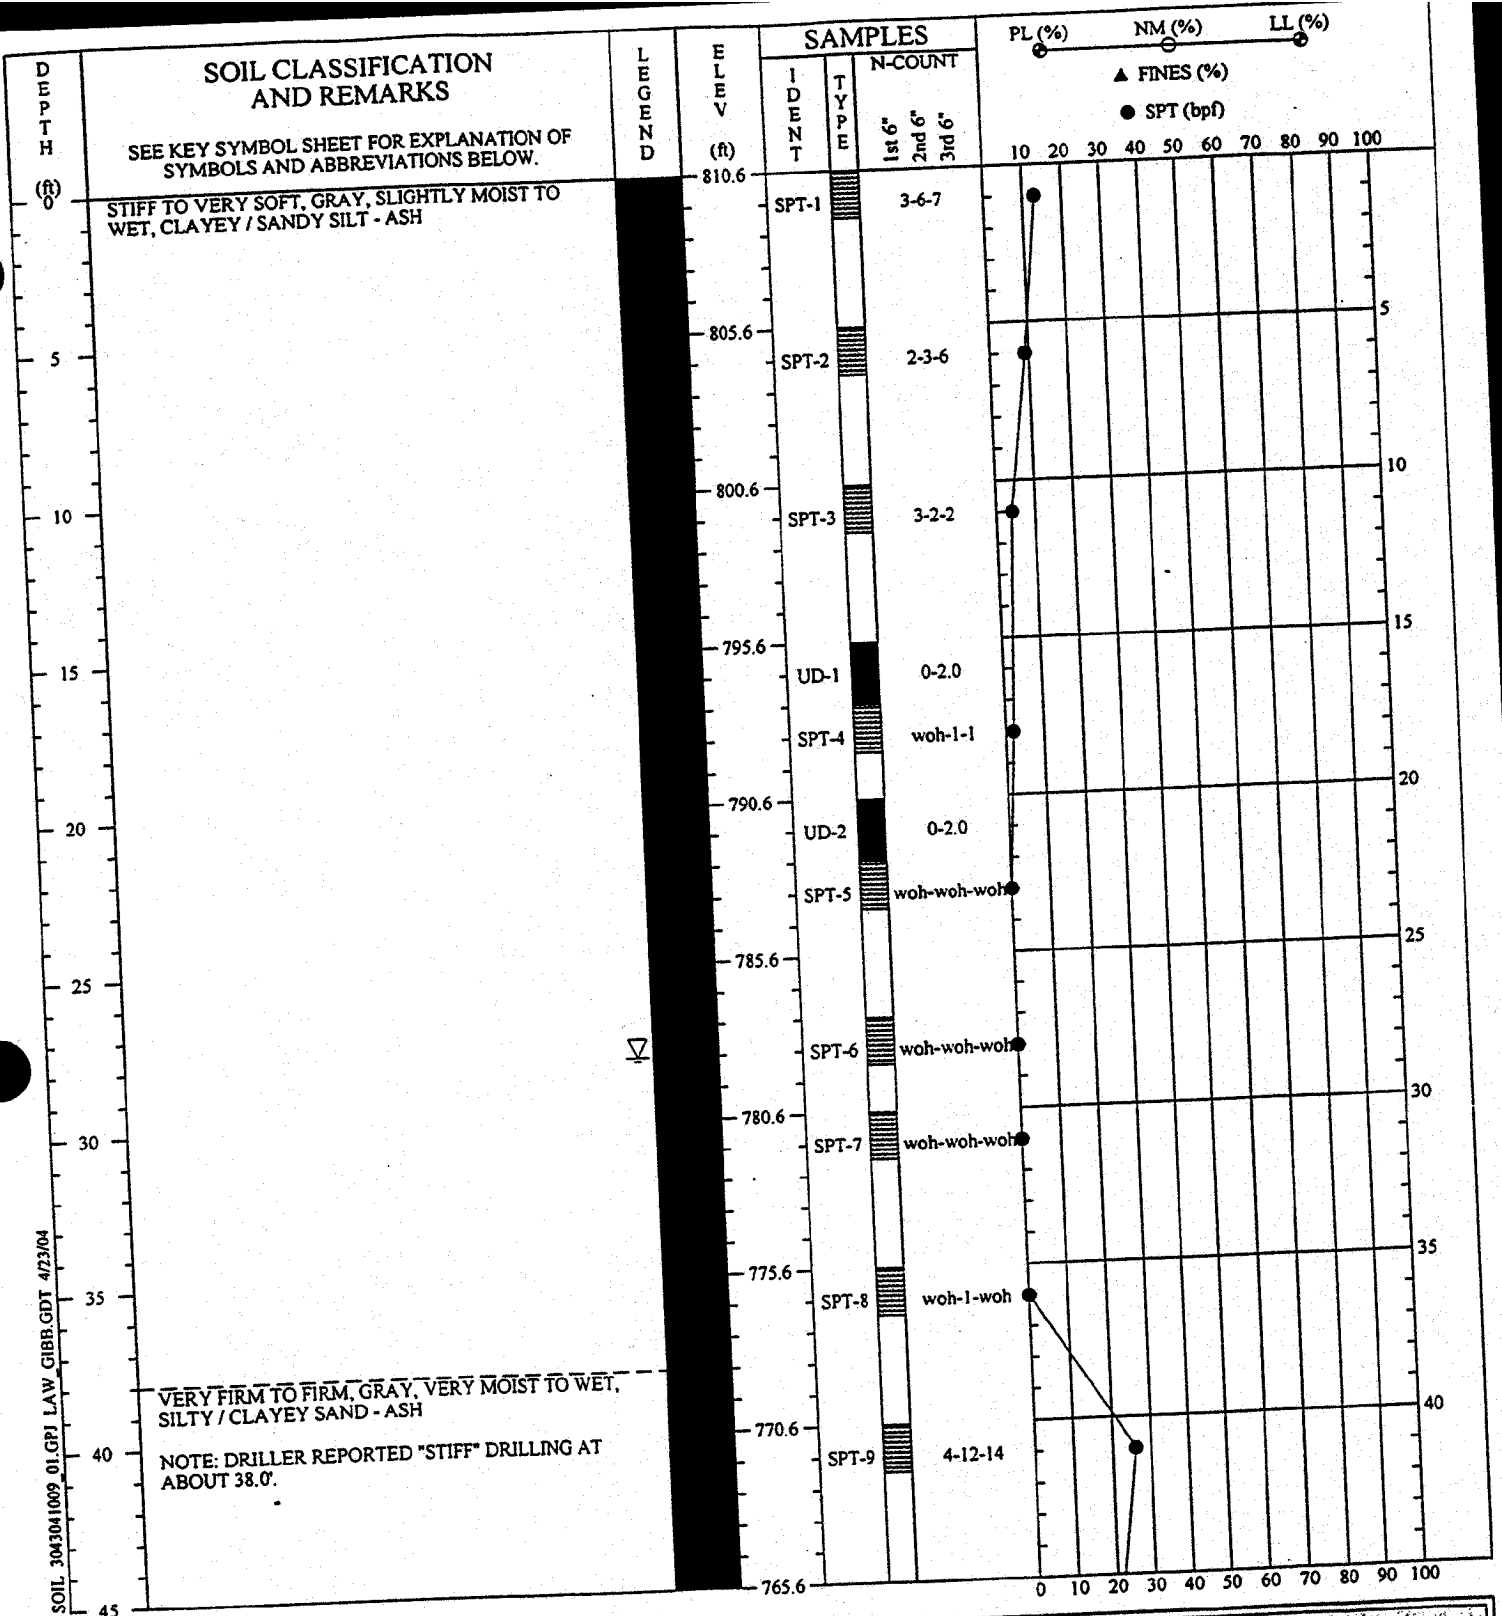 DEPTH (ft)
SOIL CLASSIFICATION
AND REMARKS
SEE KEY SYMBOL SHEET FOR EXPLANATION OF
SYMBOLS AND ABBREVIATIONS BELOW.
LEGEND
ELEV (ft)
SAMPLES
IDENT
TYPE
N-COUNT
1st 6"
2nd 6"
3rd 6"
PL (%) NM (%) LL (%)
▲ FINES (%)
● SPT (bpf)
10 20 30 40 50 60 70 80 90 100
0
STIFF TO VERY SOFT, GRAY, SLIGHTLY MOIST TO
WET, CLAYEY / SANDY SILT - ASH
810.6
SPT-1 3-6-7
5
805.6
SPT-2 2-3-6
5
10
800.6
SPT-3 3-2-2
10
15
795.6
UD-1 0-2.0
15
SPT-4 woh-1-1
20
790.6
UD-2 0-2.0
20
SPT-5 woh-woh-woh
25
785.6
25
SPT-6 woh-woh-woh
30
780.6
30
SPT-7 woh-woh-woh
35
775.6
35
SPT-8 woh-1-woh
VERY FIRM TO FIRM, GRAY, VERY MOIST TO WET,
SILTY / CLAYEY SAND - ASH
40
770.6
40
NOTE: DRILLER REPORTED "STIFF" DRILLING AT
ABOUT 38.0'.
SPT-9 4-12-14
45
765.6
0 10 20 30 40 50 60 70 80 90 100
SOIL 3043041009_01.GPJ LAW_GIBB.GDT 4/23/04